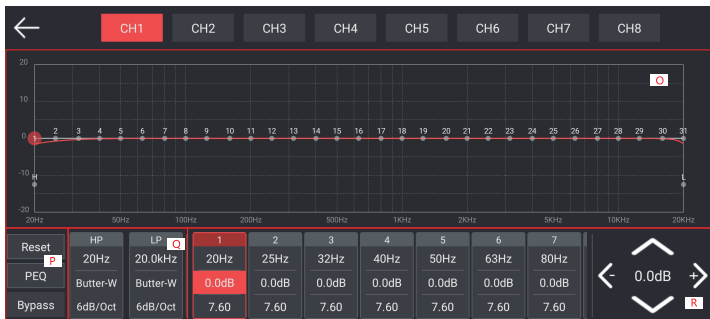 CH1 CH2 CH3 CH4 CH5 CH6 CH7 CH8
20
O
10
0
1 2 3 4 5 6 7 8 9 10 11 12 13 14 15 16 17 18 19 20 21 22 23 24 25 26 27 28 29 30 31
-10
H L
-20
20Hz 50Hz 100Hz 200Hz 500Hz 1KHz 2KHz 5KHz 10KHz 20KHz
Reset
P
PEQ
Bypass
HP LP Q
20Hz 20.0kHz
Butter-W Butter-W
6dB/Oct 6dB/Oct
1 2 3 4 5 6 7
20Hz 25Hz 32Hz 40Hz 50Hz 63Hz 80Hz
0.0dB 0.0dB 0.0dB 0.0dB 0.0dB 0.0dB 0.0dB
7.60 7.60 7.60 7.60 7.60 7.60 7.60
- 0.0dB +
R